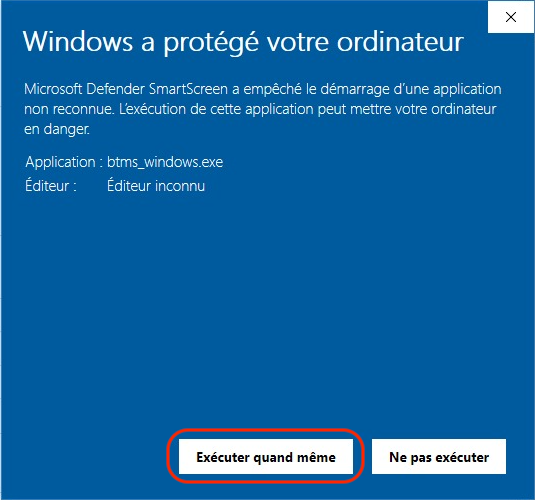 Windows a protégé votre ordinateur
Microsoft Defender SmartScreen a empêché le démarrage d’une application
non reconnue. L’exécution de cette application peut mettre votre ordinateur
en danger.
Application : btms_windows.exe
Éditeur : Éditeur inconnu
Exécuter quand même
Ne pas exécuter